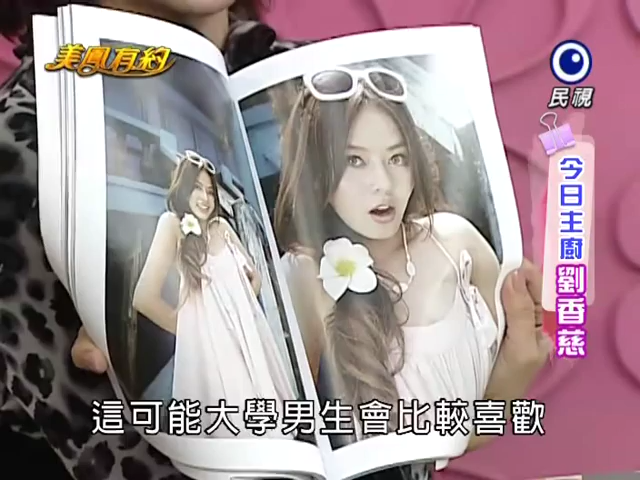 美鳳有約
民視
今日主廚
劉香慈
這可能大學男生會比較喜歡